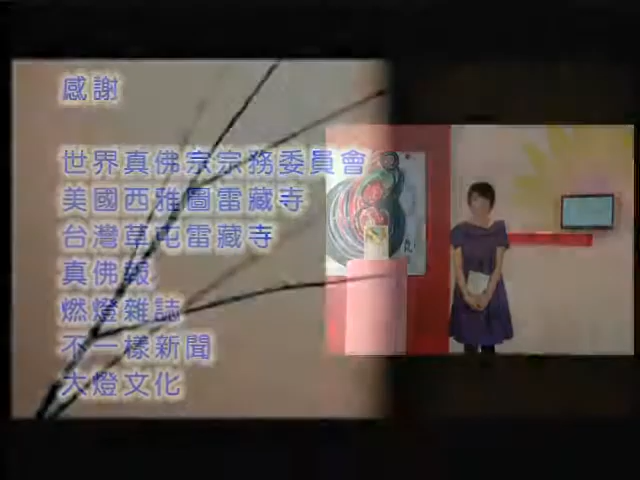 感謝
世界真佛宗宗務委員會
美國西雅圖雷藏寺
台灣草屯雷藏寺
真佛報
燃燈雜誌
不一樣新聞
大燈文化